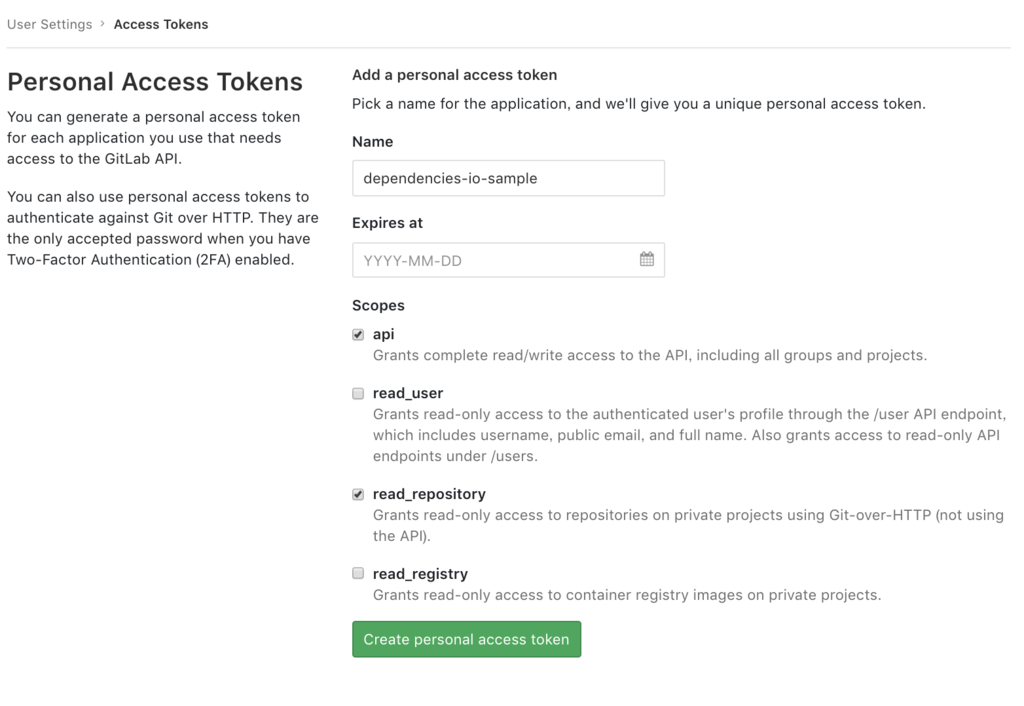 User Settings > Access Tokens
Personal Access Tokens
You can generate a personal access token
for each application you use that needs
access to the GitLab API.
You can also use personal access tokens to
authenticate against Git over HTTP. They are
the only accepted password when you have
Two-Factor Authentication (2FA) enabled.
Add a personal access token
Pick a name for the application, and we'll give you a unique personal access token.
Name
dependencies-io-sample
Expires at
YYYY-MM-DD
Scopes
api
Grants complete read/write access to the API, including all groups and projects.
read_user
Grants read-only access to the authenticated user's profile through the /user API endpoint,
which includes username, public email, and full name. Also grants access to read-only API
endpoints under /users.
read_repository
Grants read-only access to repositories on private projects using Git-over-HTTP (not using
the API).
read_registry
Grants read-only access to container registry images on private projects.
Create personal access token